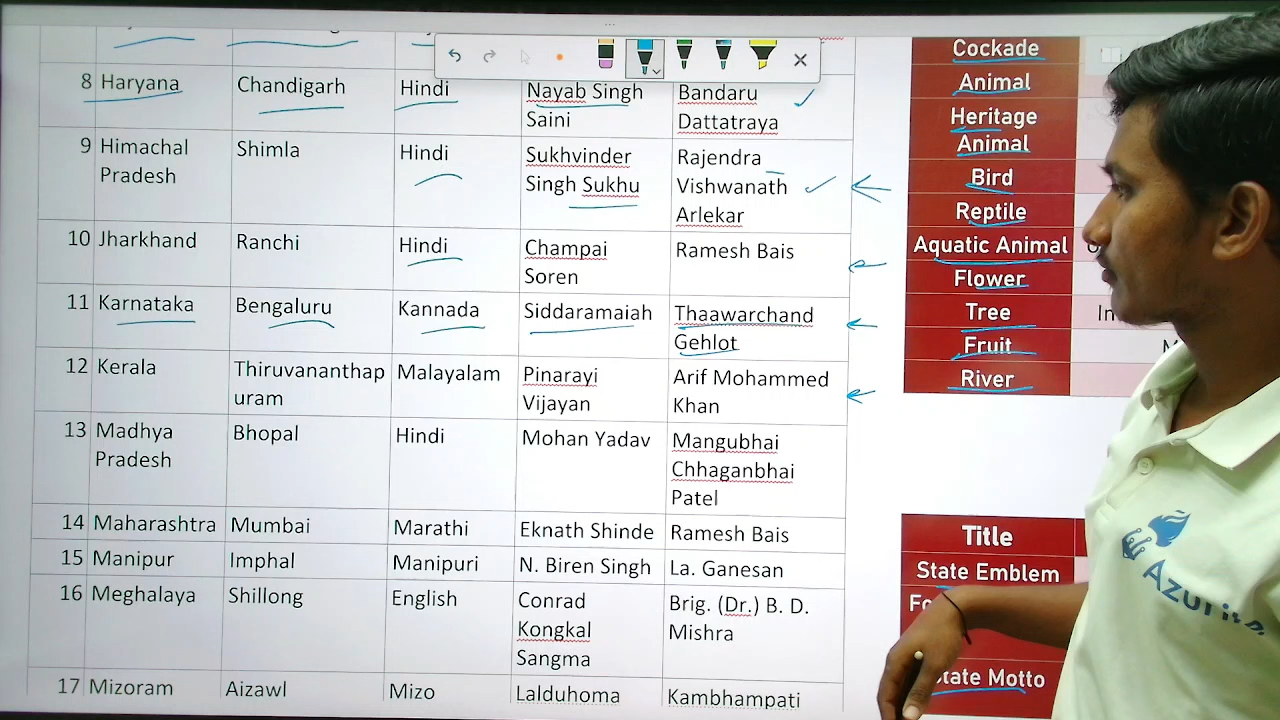 8 Haryana Chandigarh Hindi Nayab Singh Bandaru
Saini Dattatraya
9 Himachal Shimla Hindi Sukhvinder Rajendra
Pradesh Singh Sukhu Vishwanath
Arlekar
10 Jharkhand Ranchi Hindi Champai Ramesh Bais
Soren
11 Karnataka Bengaluru Kannada Siddaramaiah Thaawarchand
Gehlot
12 Kerala Thiruvananthap Malayalam Pinarayi Arif Mohammed
uram Vijayan Khan
13 Madhya Bhopal Hindi Mohan Yadav Mangubhai
Pradesh Chhaganbhai
Patel
14 Maharashtra Mumbai Marathi Eknath Shinde Ramesh Bais
15 Manipur Imphal Manipuri N. Biren Singh La. Ganesan
16 Meghalaya Shillong English Conrad Brig. (Dr.) B. D.
Kongkal Mishra
Sangma
17 Mizoram Aizawl Mizo Lalduhoma Kambhampati
Cockade
Animal
Heritage
Animal
Bird
Reptile
Aquatic Animal
Flower
Tree
Fruit
River
Title
State Emblem
State Motto